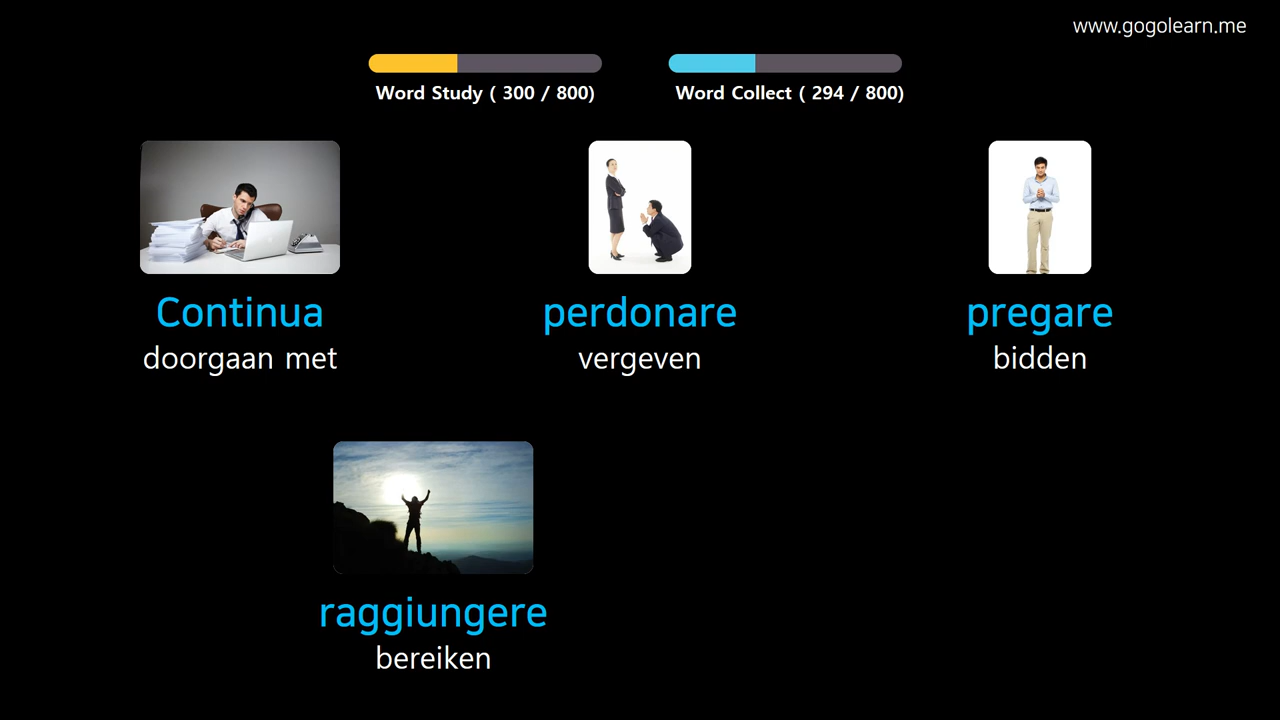 www.gogolearn.me
Word Study ( 300 / 800)
Word Collect ( 294 / 800)
Continua
doorgaan met
perdonare
vergeven
pregare
bidden
raggiungere
bereiken